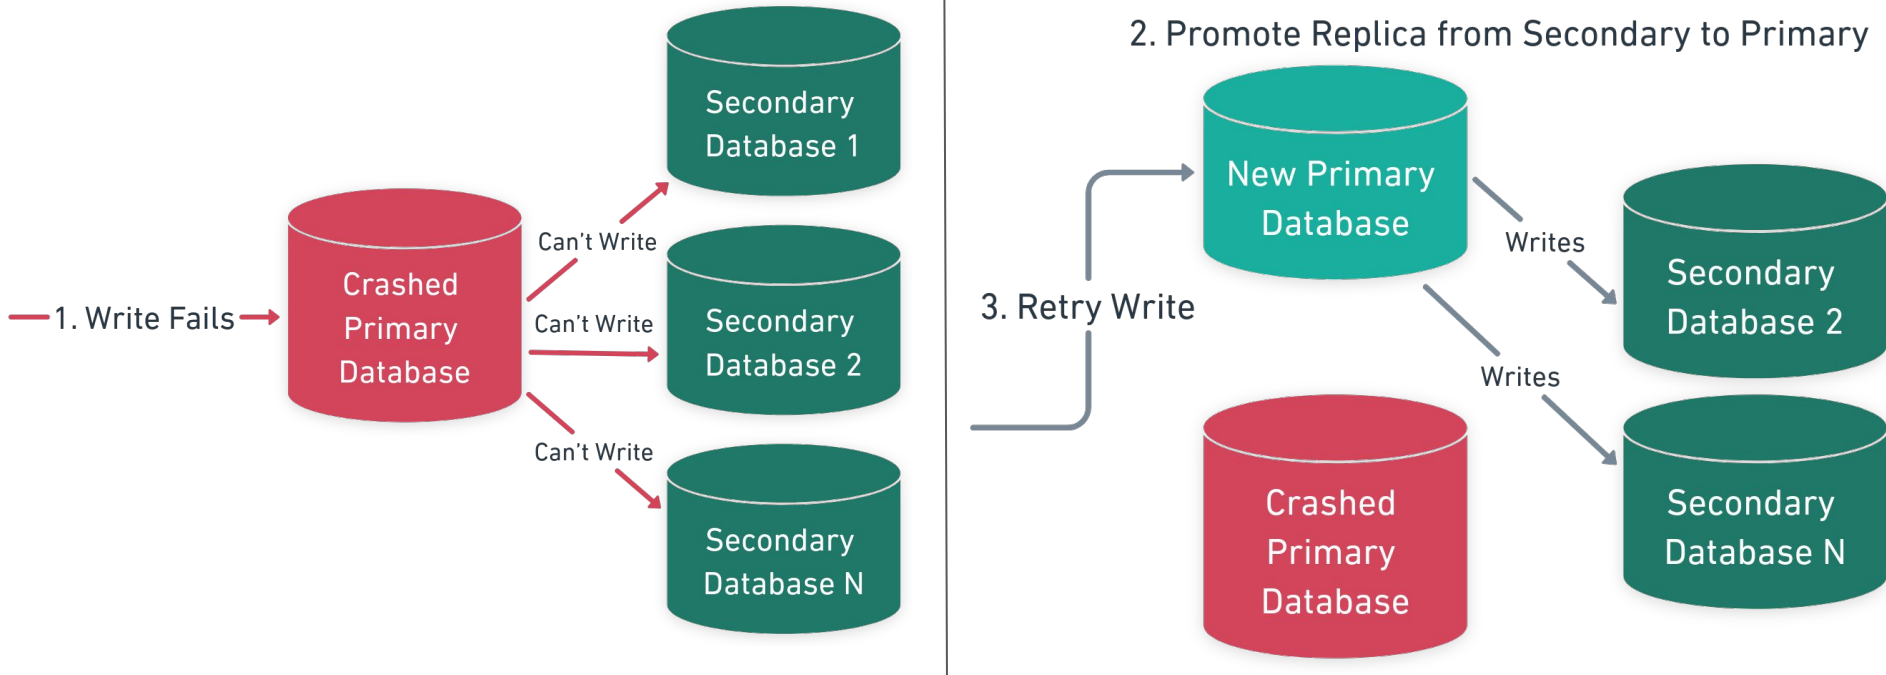 1. Write Fails
Crashed
Primary
Database
Can't Write
Can't Write
Can't Write
Secondary
Database 1
Secondary
Database 2
Secondary
Database N
2. Promote Replica from Secondary to Primary
3. Retry Write
New Primary
Database
Writes
Writes
Secondary
Database 2
Secondary
Database N
Crashed
Primary
Database